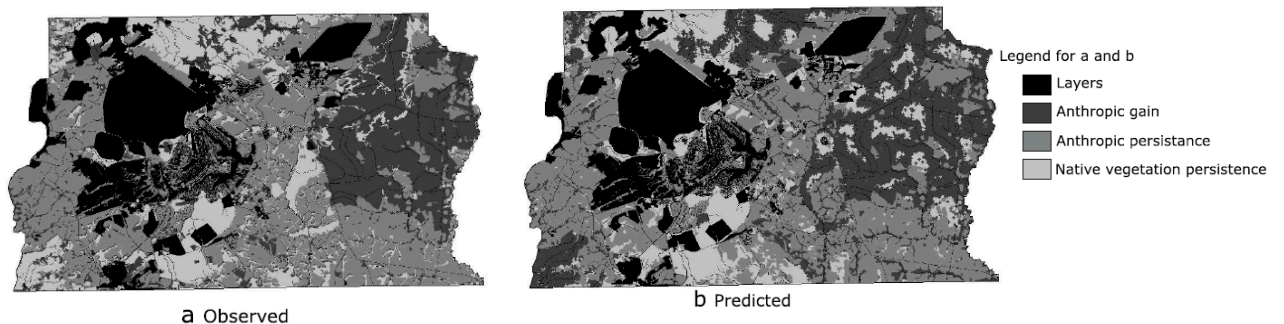 Legend for a and b
Layers
Anthropic gain
Anthropic persistance
Native vegetation persistence
a Observed
b Predicted